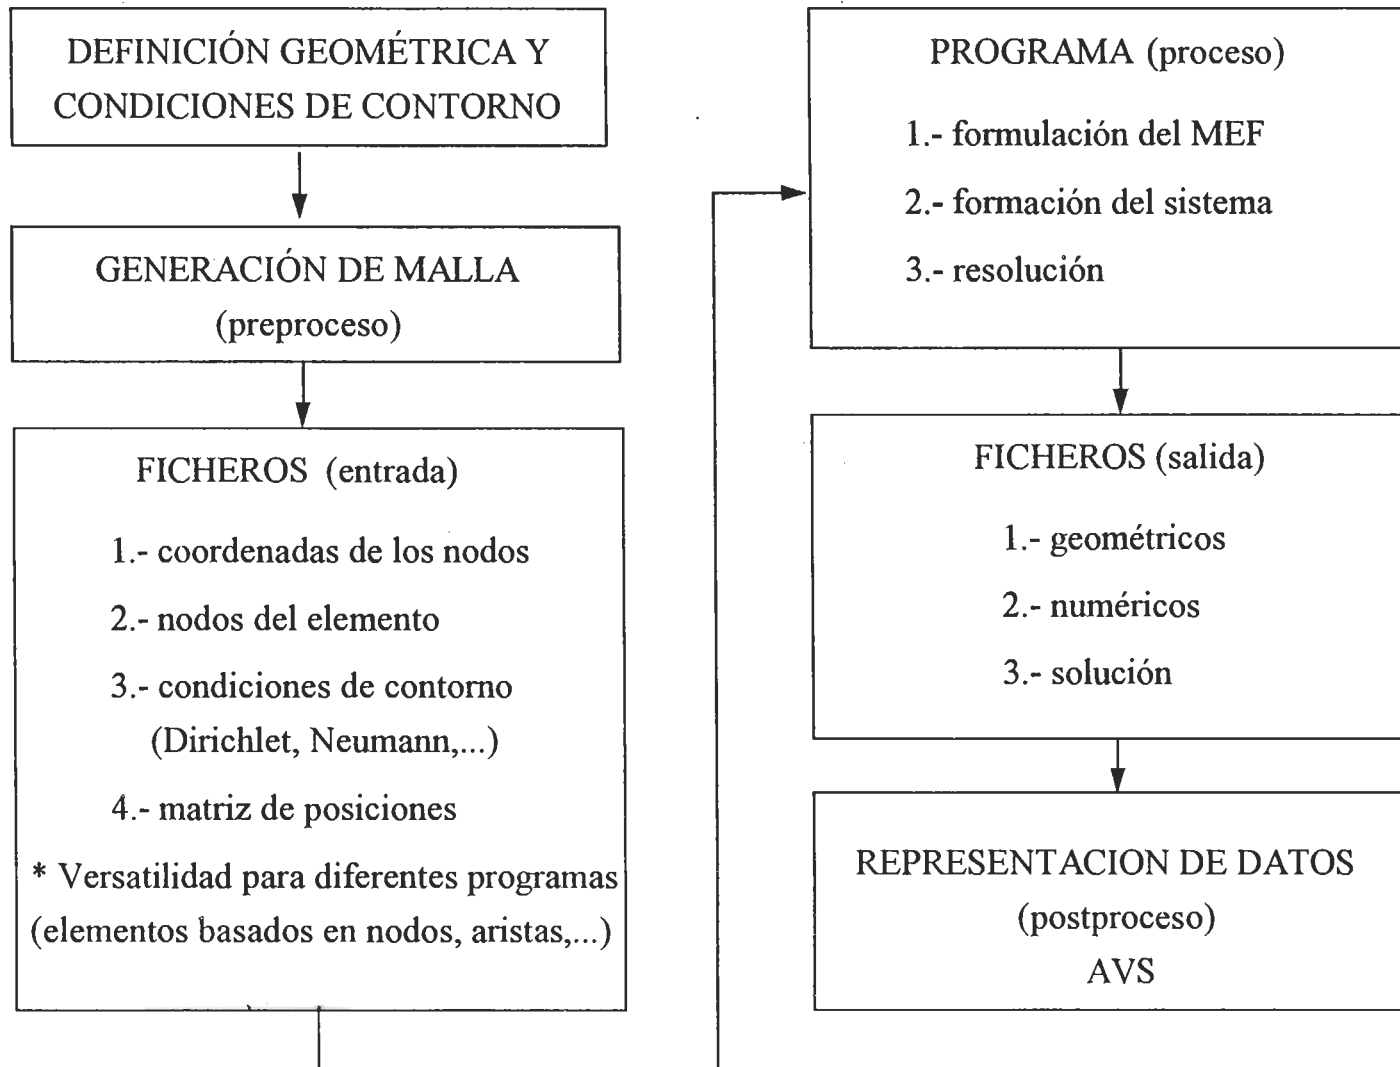 DEFINICIÓN GEOMÉTRICA Y
CONDICIONES DE CONTORNO
GENERACIÓN DE MALLA
(preproceso)
FICHEROS (entrada)
1.- coordenadas de los nodos
2.- nodos del elemento
3.- condiciones de contorno
(Dirichlet, Neumann,...)
4.- matriz de posiciones
* Versatilidad para diferentes programas
(elementos basados en nodos, aristas,...)
PROGRAMA (proceso)
1.- formulación del MEF
2.- formación del sistema
3.- resolución
FICHEROS (salida)
1.- geométricos
2.- numéricos
3.- solución
REPRESENTACION DE DATOS
(postproceso)
AVS